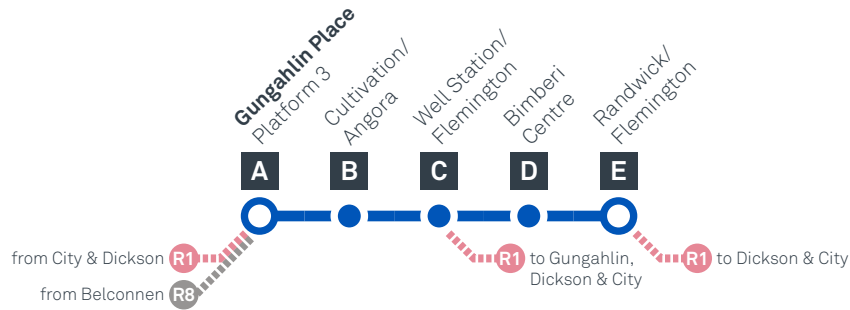 Gungahlin Place
Platform 3
Cultivation/
Angora
Well Station/
Flemington
Bimberi
Centre
Randwick/
Flemington
A
B
C
D
E
from City & Dickson R1
R1 to Gungahlin,
Dickson & City
R1 to Dickson & City
from Belconnen R8